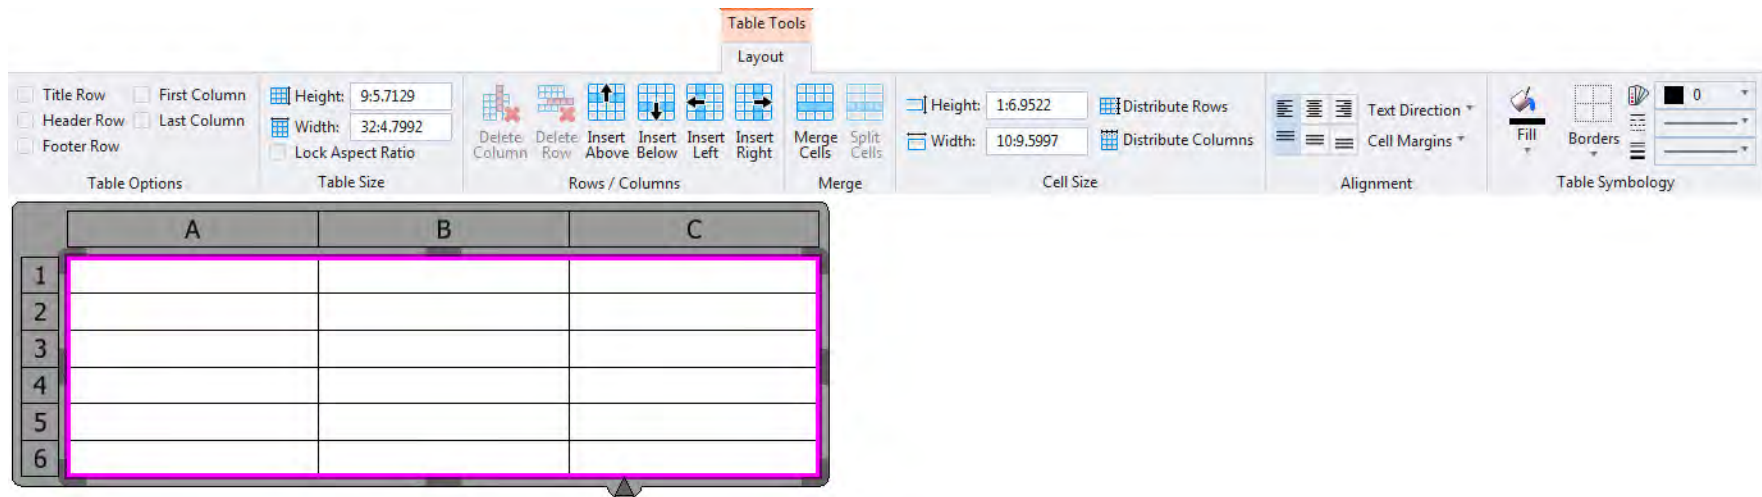 Table Tools
Layout
Title Row
First Column
Header Row
Last Column
Footer Row
Table Options
Height: 9:5.7129
Width: 32:4.7992
Lock Aspect Ratio
Table Size
Delete Column
Delete Row
Insert Above
Insert Below
Insert Left
Insert Right
Rows / Columns
Merge Cells
Split Cells
Merge
Height: 1:6.9522
Distribute Rows
Width: 10:9.5997
Distribute Columns
Cell Size
Text Direction
Cell Margins
Alignment
Fill
Borders
0
Table Symbology
A B C
1
2
3
4
5
6